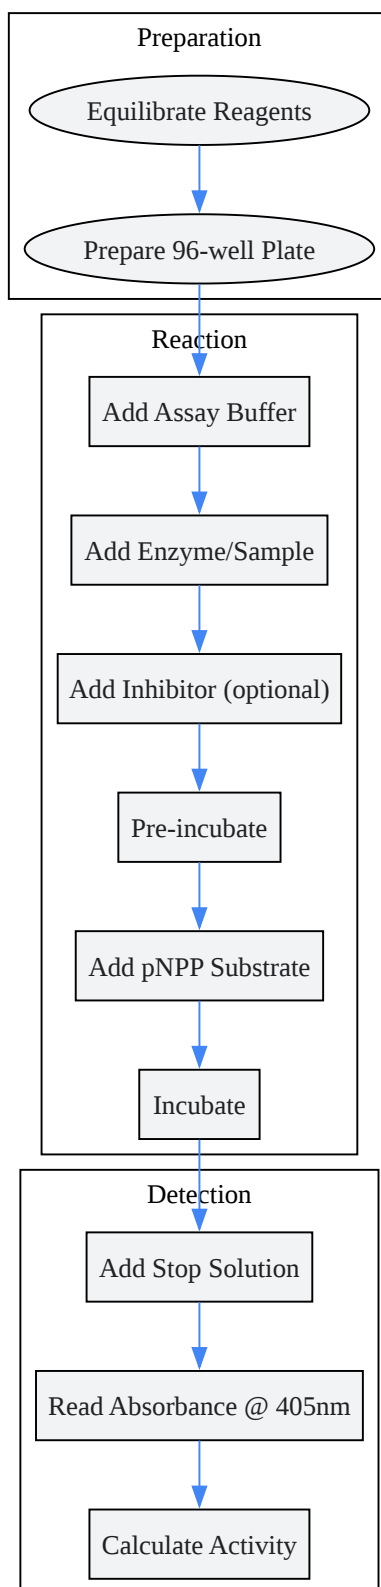 Preparation
Equilibrate Reagents
Prepare 96-well Plate
Reaction
Add Assay Buffer
Add Enzyme/Sample
Add Inhibitor (optional)
Pre-incubate
Add pNPP Substrate
Incubate
Detection
Add Stop Solution
Read Absorbance @ 405nm
Calculate Activity